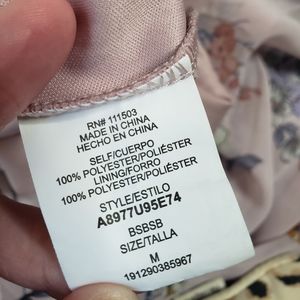 RN# 111503
MADE IN CHINA
HECHO EN CHINA
SELF/CUERPO
100% POLYESTER/POLIÉSTER
LINING/FORRO
100% POLYESTER/POLIÉSTER
STYLE/ESTILO
A8977U95E74
BSBSB
SIZE/TALLA
M
191290385967